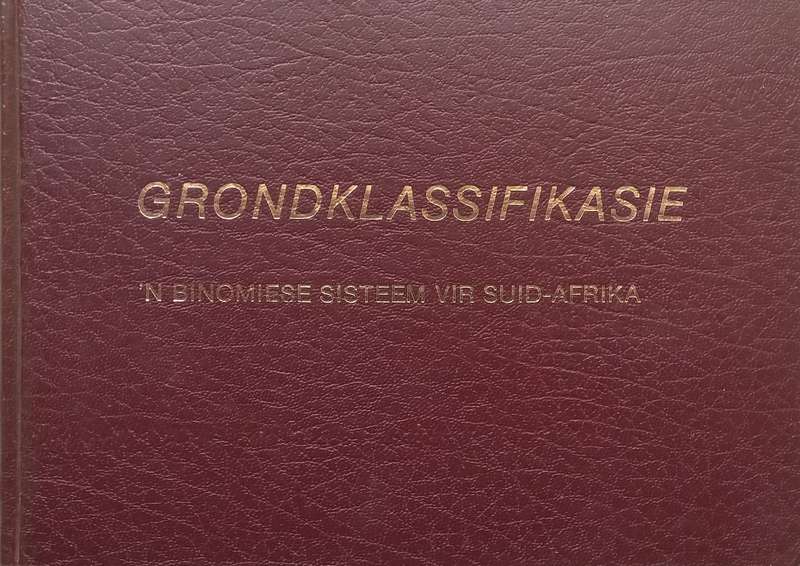 GRONDKLASSIFIKASIE
'N BINOMIESE SISTEEM VIR SUID-AFRIKA